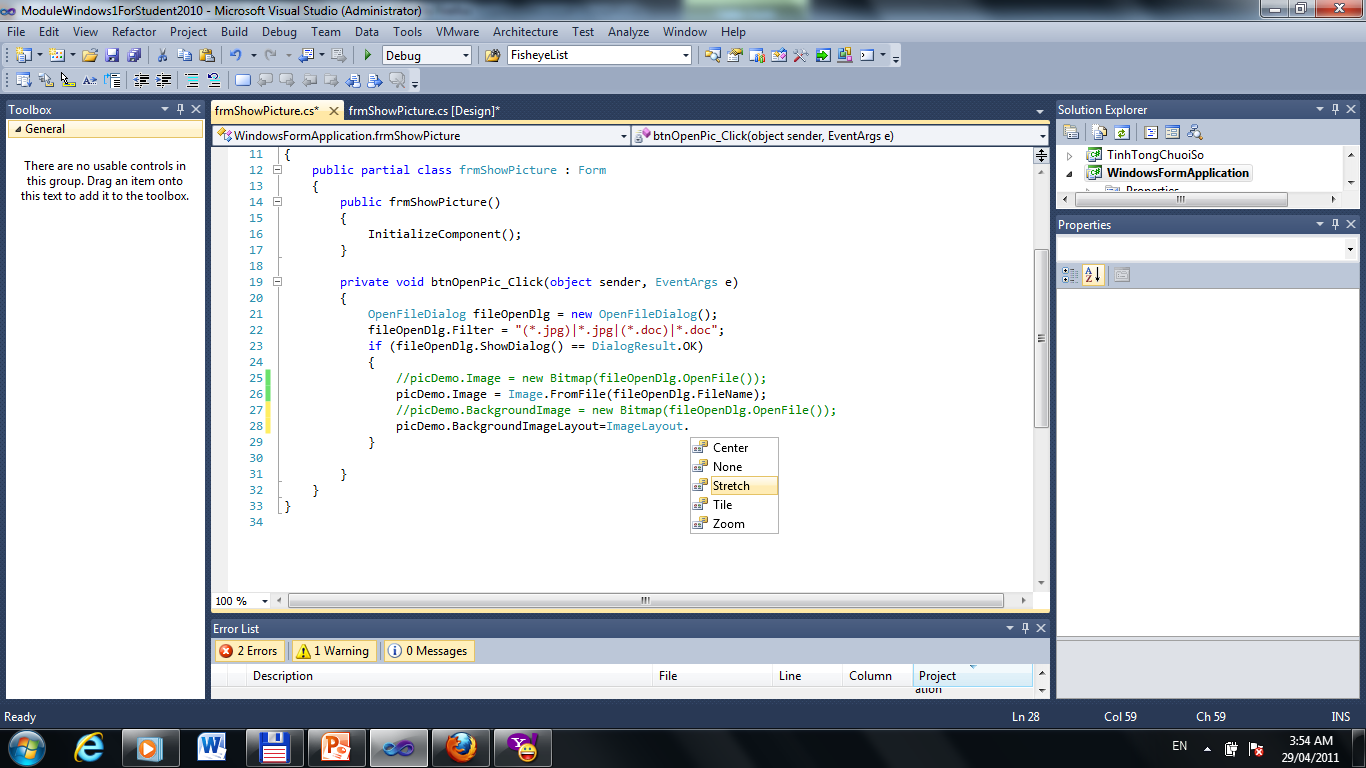 ModuleWindows1ForStudent2010 - Microsoft Visual Studio (Administrator)
File Edit View Refactor Project Build Debug Team Data Tools VMware Architecture Test Analyze Window Help
Debug FisheyeList
Toolbox
General
There are no usable controls in
this group. Drag an item onto
this text to add it to the toolbox.
frmShowPicture.cs* frmShowPicture.cs [Design]*
WindowsFormApplication.frmShowPicture btnOpenPic_Click(object sender, EventArgs e)
11 {
12 public partial class frmShowPicture : Form
13 {
14 public frmShowPicture()
15 {
16 InitializeComponent();
17 }
18
19 private void btnOpenPic_Click(object sender, EventArgs e)
20 {
21 OpenFileDialog fileOpenDlg = new OpenFileDialog();
22 fileOpenDlg.Filter = "(*.jpg)|*.jpg|(*.doc)|*.doc";
23 if (fileOpenDlg.ShowDialog() == DialogResult.OK)
24 {
25 //picDemo.Image = new Bitmap(fileOpenDlg.OpenFile());
26 picDemo.Image = Image.FromFile(fileOpenDlg.FileName);
27 //picDemo.BackgroundImage = new Bitmap(fileOpenDlg.OpenFile());
28 picDemo.BackgroundImageLayout=ImageLayout.
29 }
30
31 }
32 }
33 }
34
Center
None
Stretch
Tile
Zoom
100 %
Error List
2 Errors 1 Warning 0 Messages
Description File Line Column Project
ation
Solution Explorer
TinhTongChuoiSo
WindowsFormApplication
Properties
Properties
Ready Ln 28 Col 59 Ch 59 INS
EN 3:54 AM
29/04/2011